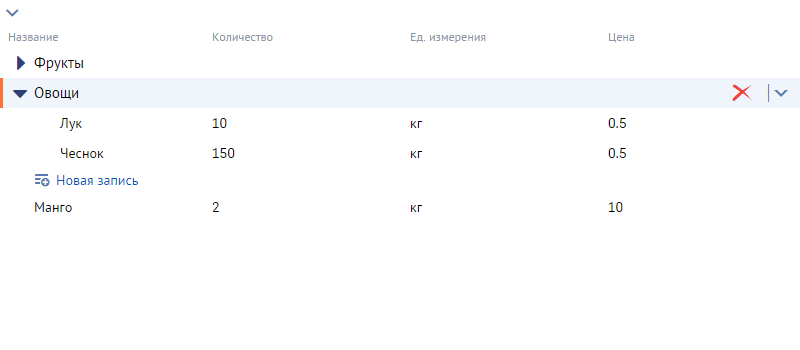 Название Количество Ед. измерения Цена
Фрукты
Овощи
Лук 10 кг 0.5
Чеснок 150 кг 0.5
Новая запись
Манго 2 кг 10